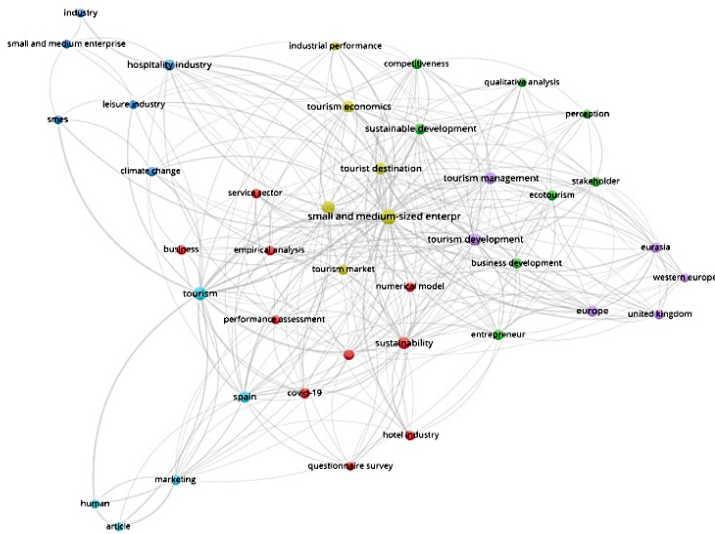 industry
small and medium enterprise
industrial performance
hospitality industry
competitiveness
qualitative analysis
leisure industry
tourism economics
perception
smes
sustainable development
climate change
tourist destination
tourism management
stakeholder
service sector
ecotourism
small and medium-sized enterpr
tourism development
business
empirical analysis
eurasia
business development
tourism market
western europe
numerical model
tourism
europe
united kingdom
performance assessment
entrepreneur
sustainability
covid-19
spain
hotel industry
questionnaire survey
marketing
human
article